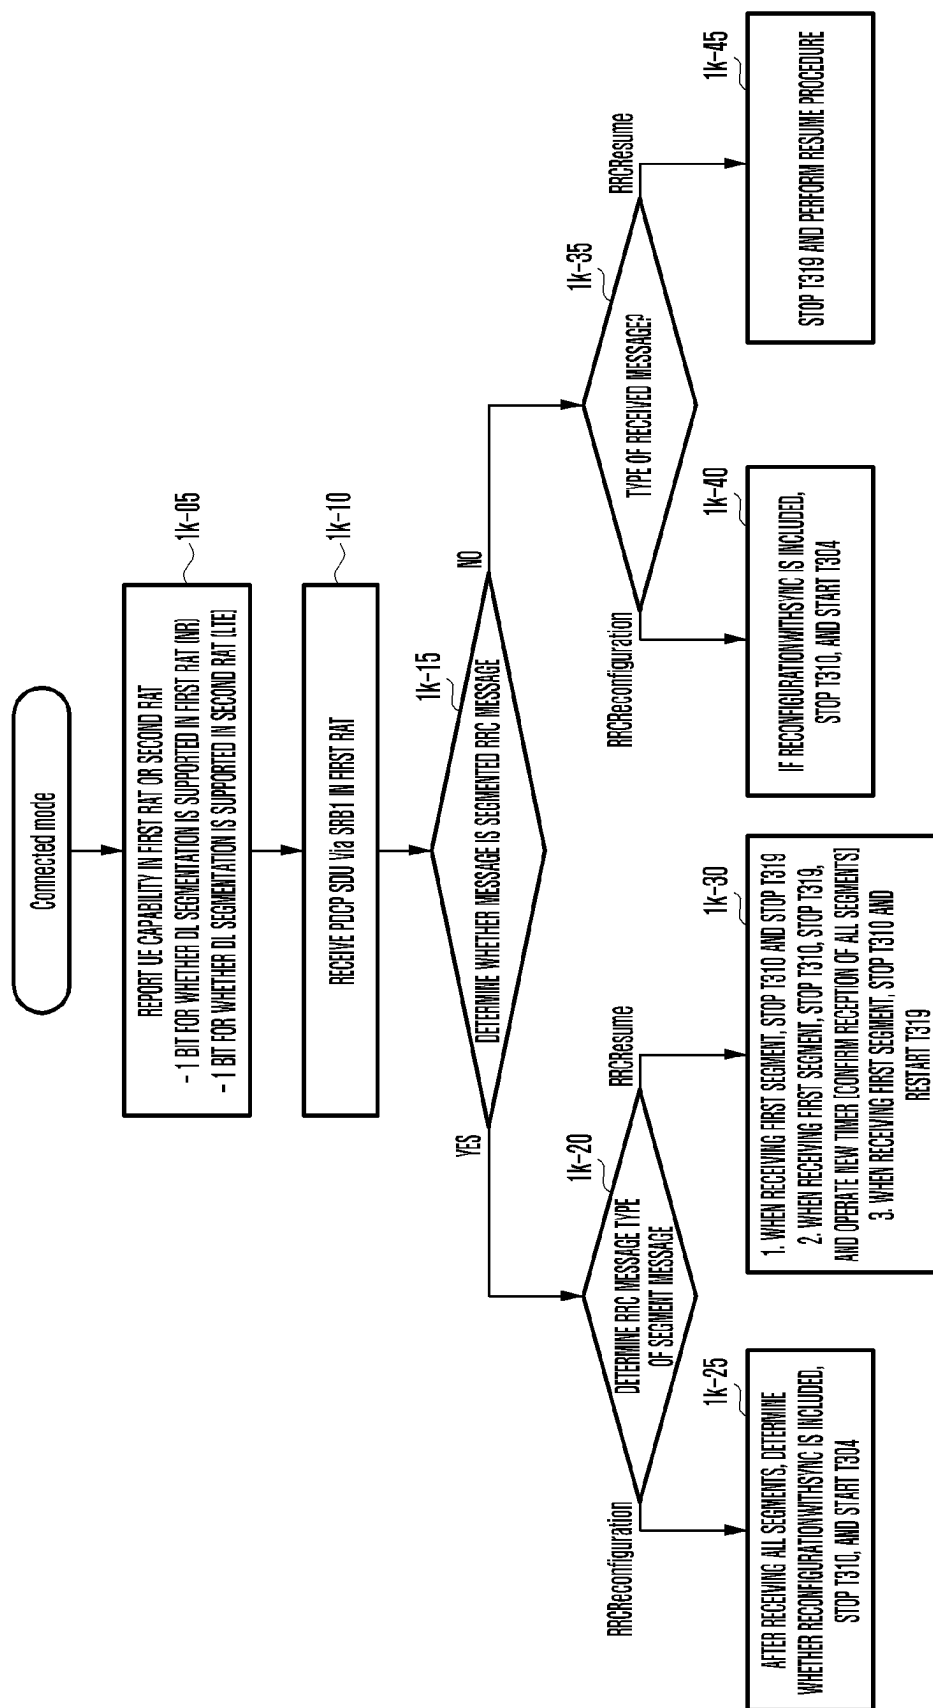 Connected mode
1k-05
REPORT UE CAPABILITY IN FIRST RAT OR SECOND RAT
- 1 BIT FOR WHETHER DL SEGMENTATION IS SUPPORTED IN FIRST RAT (NR)
- 1 BIT FOR WHETHER DL SEGMENTATION IS SUPPORTED IN SECOND RAT (LTE)
1k-10
RECEIVE PDCP SDU Via SRB1 IN FIRST RAT
1k-15
DETERMINE WHETHER MESSAGE IS SEGMENTED RRC MESSAGE
YES
NO
1k-20
DETERMINE RRC MESSAGE TYPE
OF SEGMENT MESSAGE
RRCReconfiguration
RRCResume
1k-35
TYPE OF RECEIVED MESSAGE?
RRCReconfiguration
RRCResume
1k-25
AFTER RECEIVING ALL SEGMENTS, DETERMINE
WHETHER RECONFIGURATIONWITHSYNC IS INCLUDED,
STOP T310, AND START T304
1k-30
1. WHEN RECEIVING FIRST SEGMENT, STOP T310 AND STOP T319
2. WHEN RECEIVING FIRST SEGMENT, STOP T310, STOP T319,
AND OPERATE NEW TIMER (CONFIRM RECEPTION OF ALL SEGMENTS)
3. WHEN RECEIVING FIRST SEGMENT, STOP T310 AND
RESTART T319
1k-40
IF RECONFIGURATIONWITHSYNC IS INCLUDED,
STOP T310, AND START T304
1k-45
STOP T319 AND PERFORM RESUME PROCEDURE